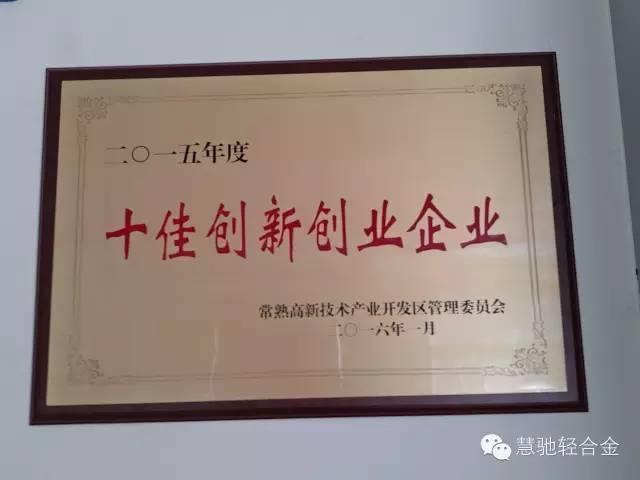 二〇一五年度
十佳创新创业企业
常熟高新技术产业开发区管理委员会
二〇一六年一月
慧驰轻合金